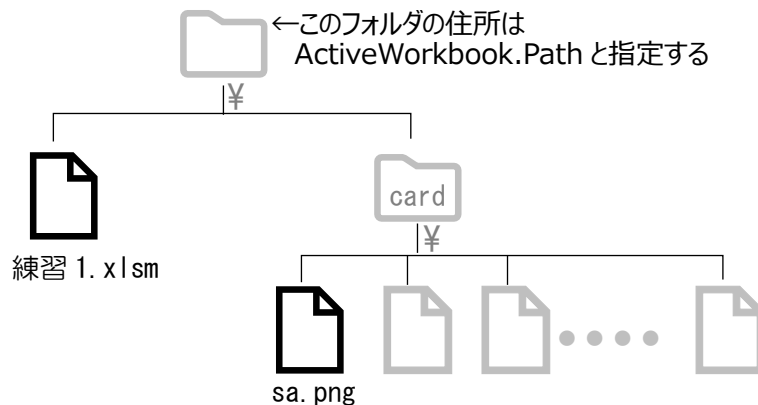 ←このフォルダの住所は
ActiveWorkbook.Path と指定する
¥
card
¥
練習 1.xlsm
sa.png